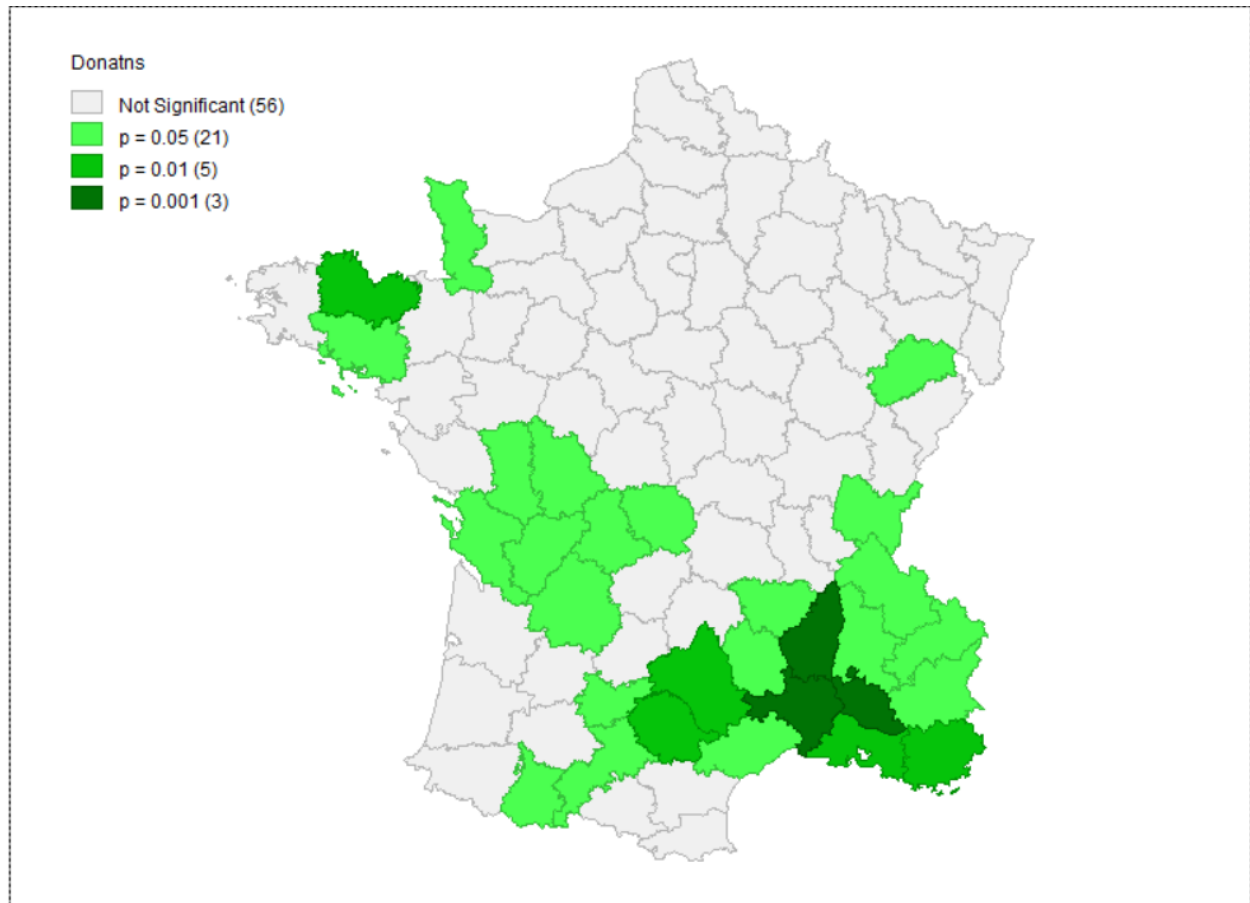 Donatns
Not Significant (56)
p = 0.05 (21)
p = 0.01 (5)
p = 0.001 (3)